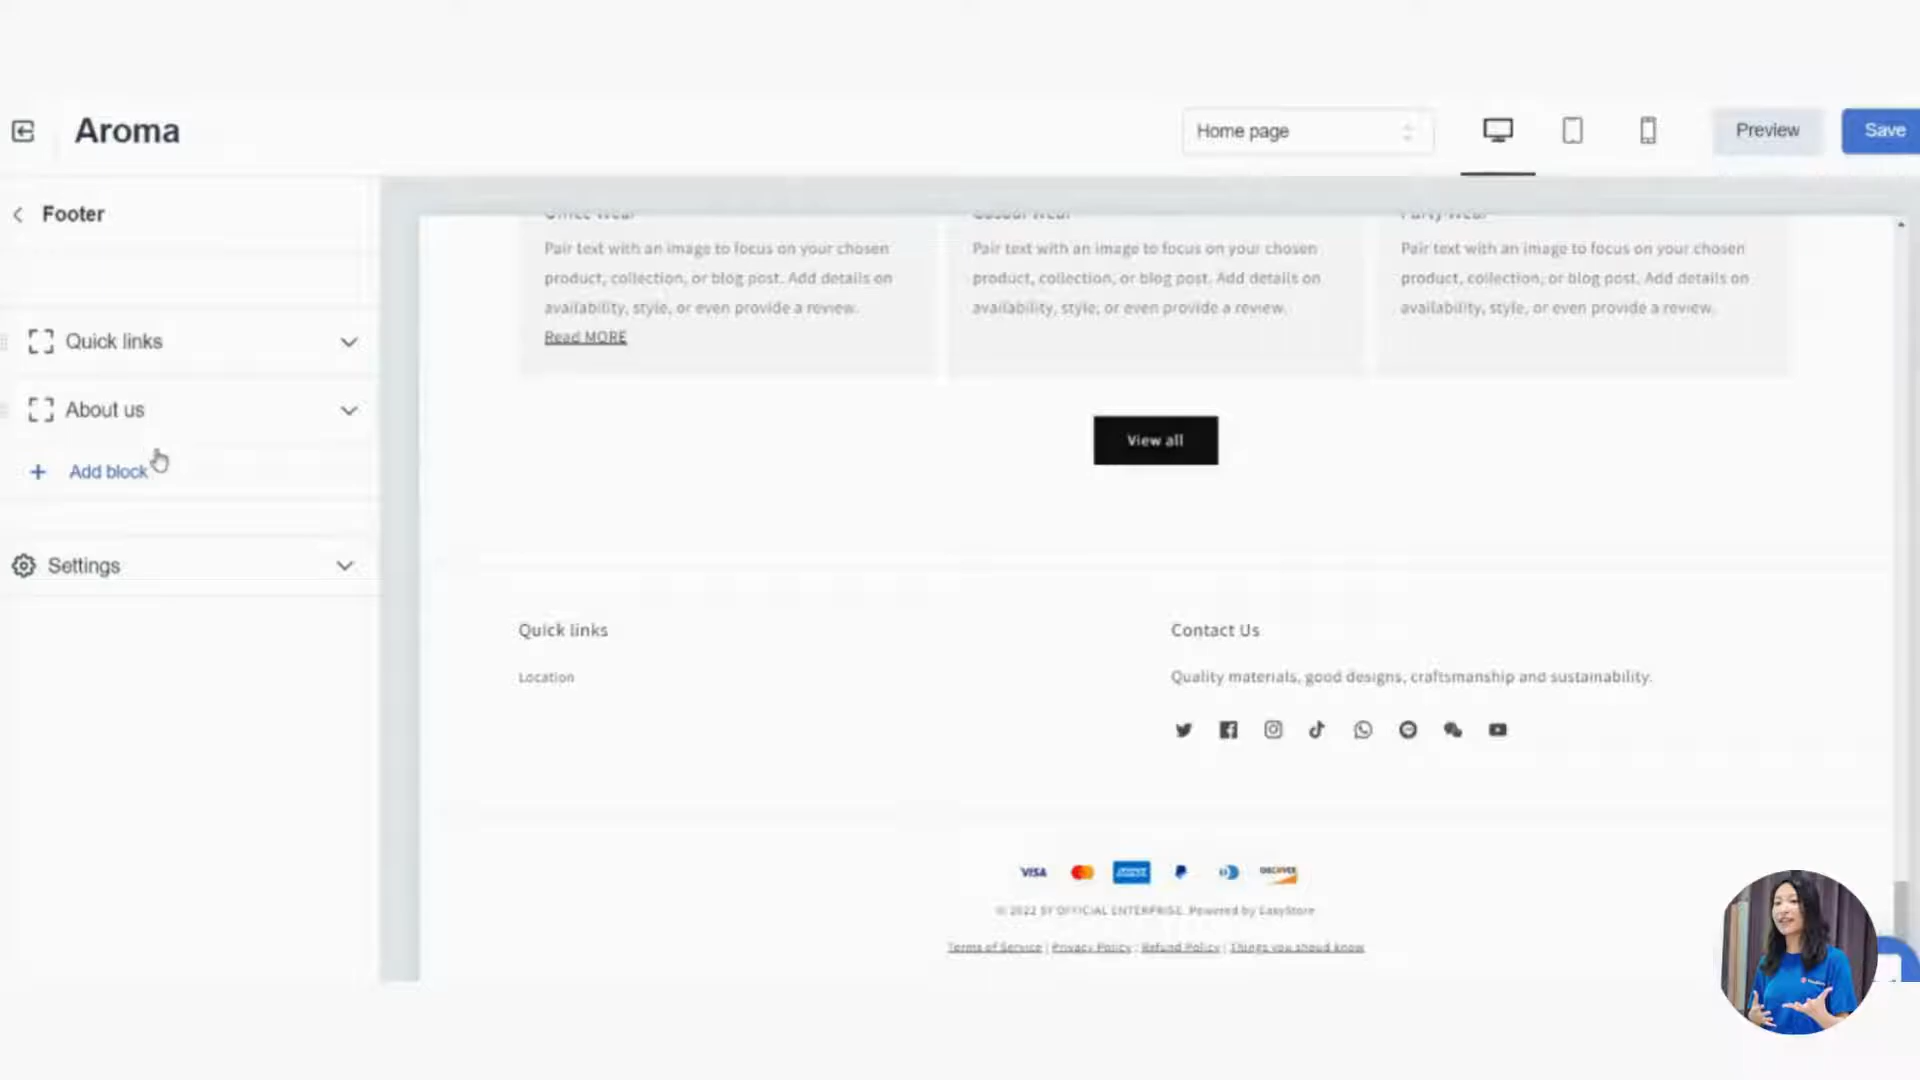 Aroma
Home page
Preview
Save
Footer
Quick links
About us
Add block
Settings
Office Wear
Pair text with an image to focus on your chosen
product, collection, or blog post. Add details on
availability, style, or even provide a review.
Read MORE
Casual Wear
Pair text with an image to focus on your chosen
product, collection, or blog post. Add details on
availability, style, or even provide a review.
Party Wear
Pair text with an image to focus on your chosen
product, collection, or blog post. Add details on
availability, style, or even provide a review.
View all
Quick links
Location
Contact Us
Quality materials, good designs, craftsmanship and sustainability.
VISA
DISCOVER
© 2022 SY OFFICIAL ENTERPRISE. Powered by EasyStore
Terms of Service | Privacy Policy | Refund Policy | Things you should know